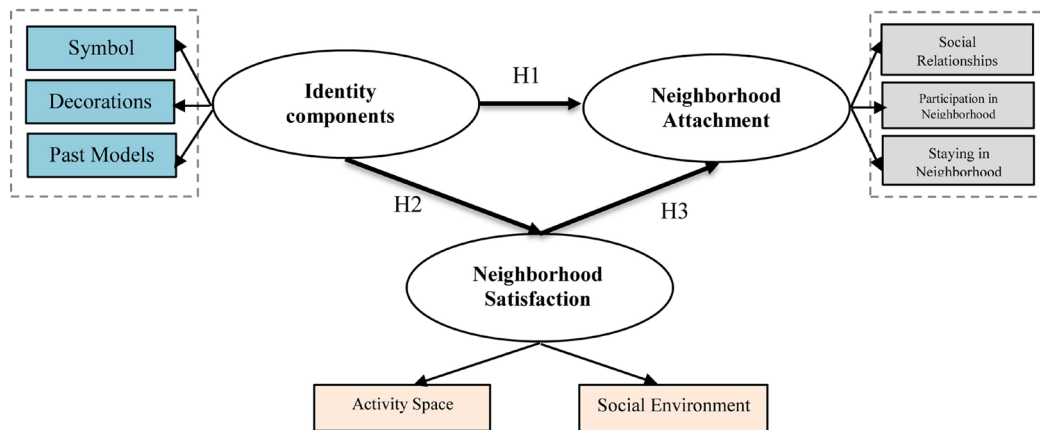 Symbol
Decorations
Past Models
Identity
components
H1
Neighborhood
Attachment
Social
Relationships
Participation in
Neighborhood
Staying in
Neighborhood
H2
H3
Neighborhood
Satisfaction
Activity Space
Social Environment